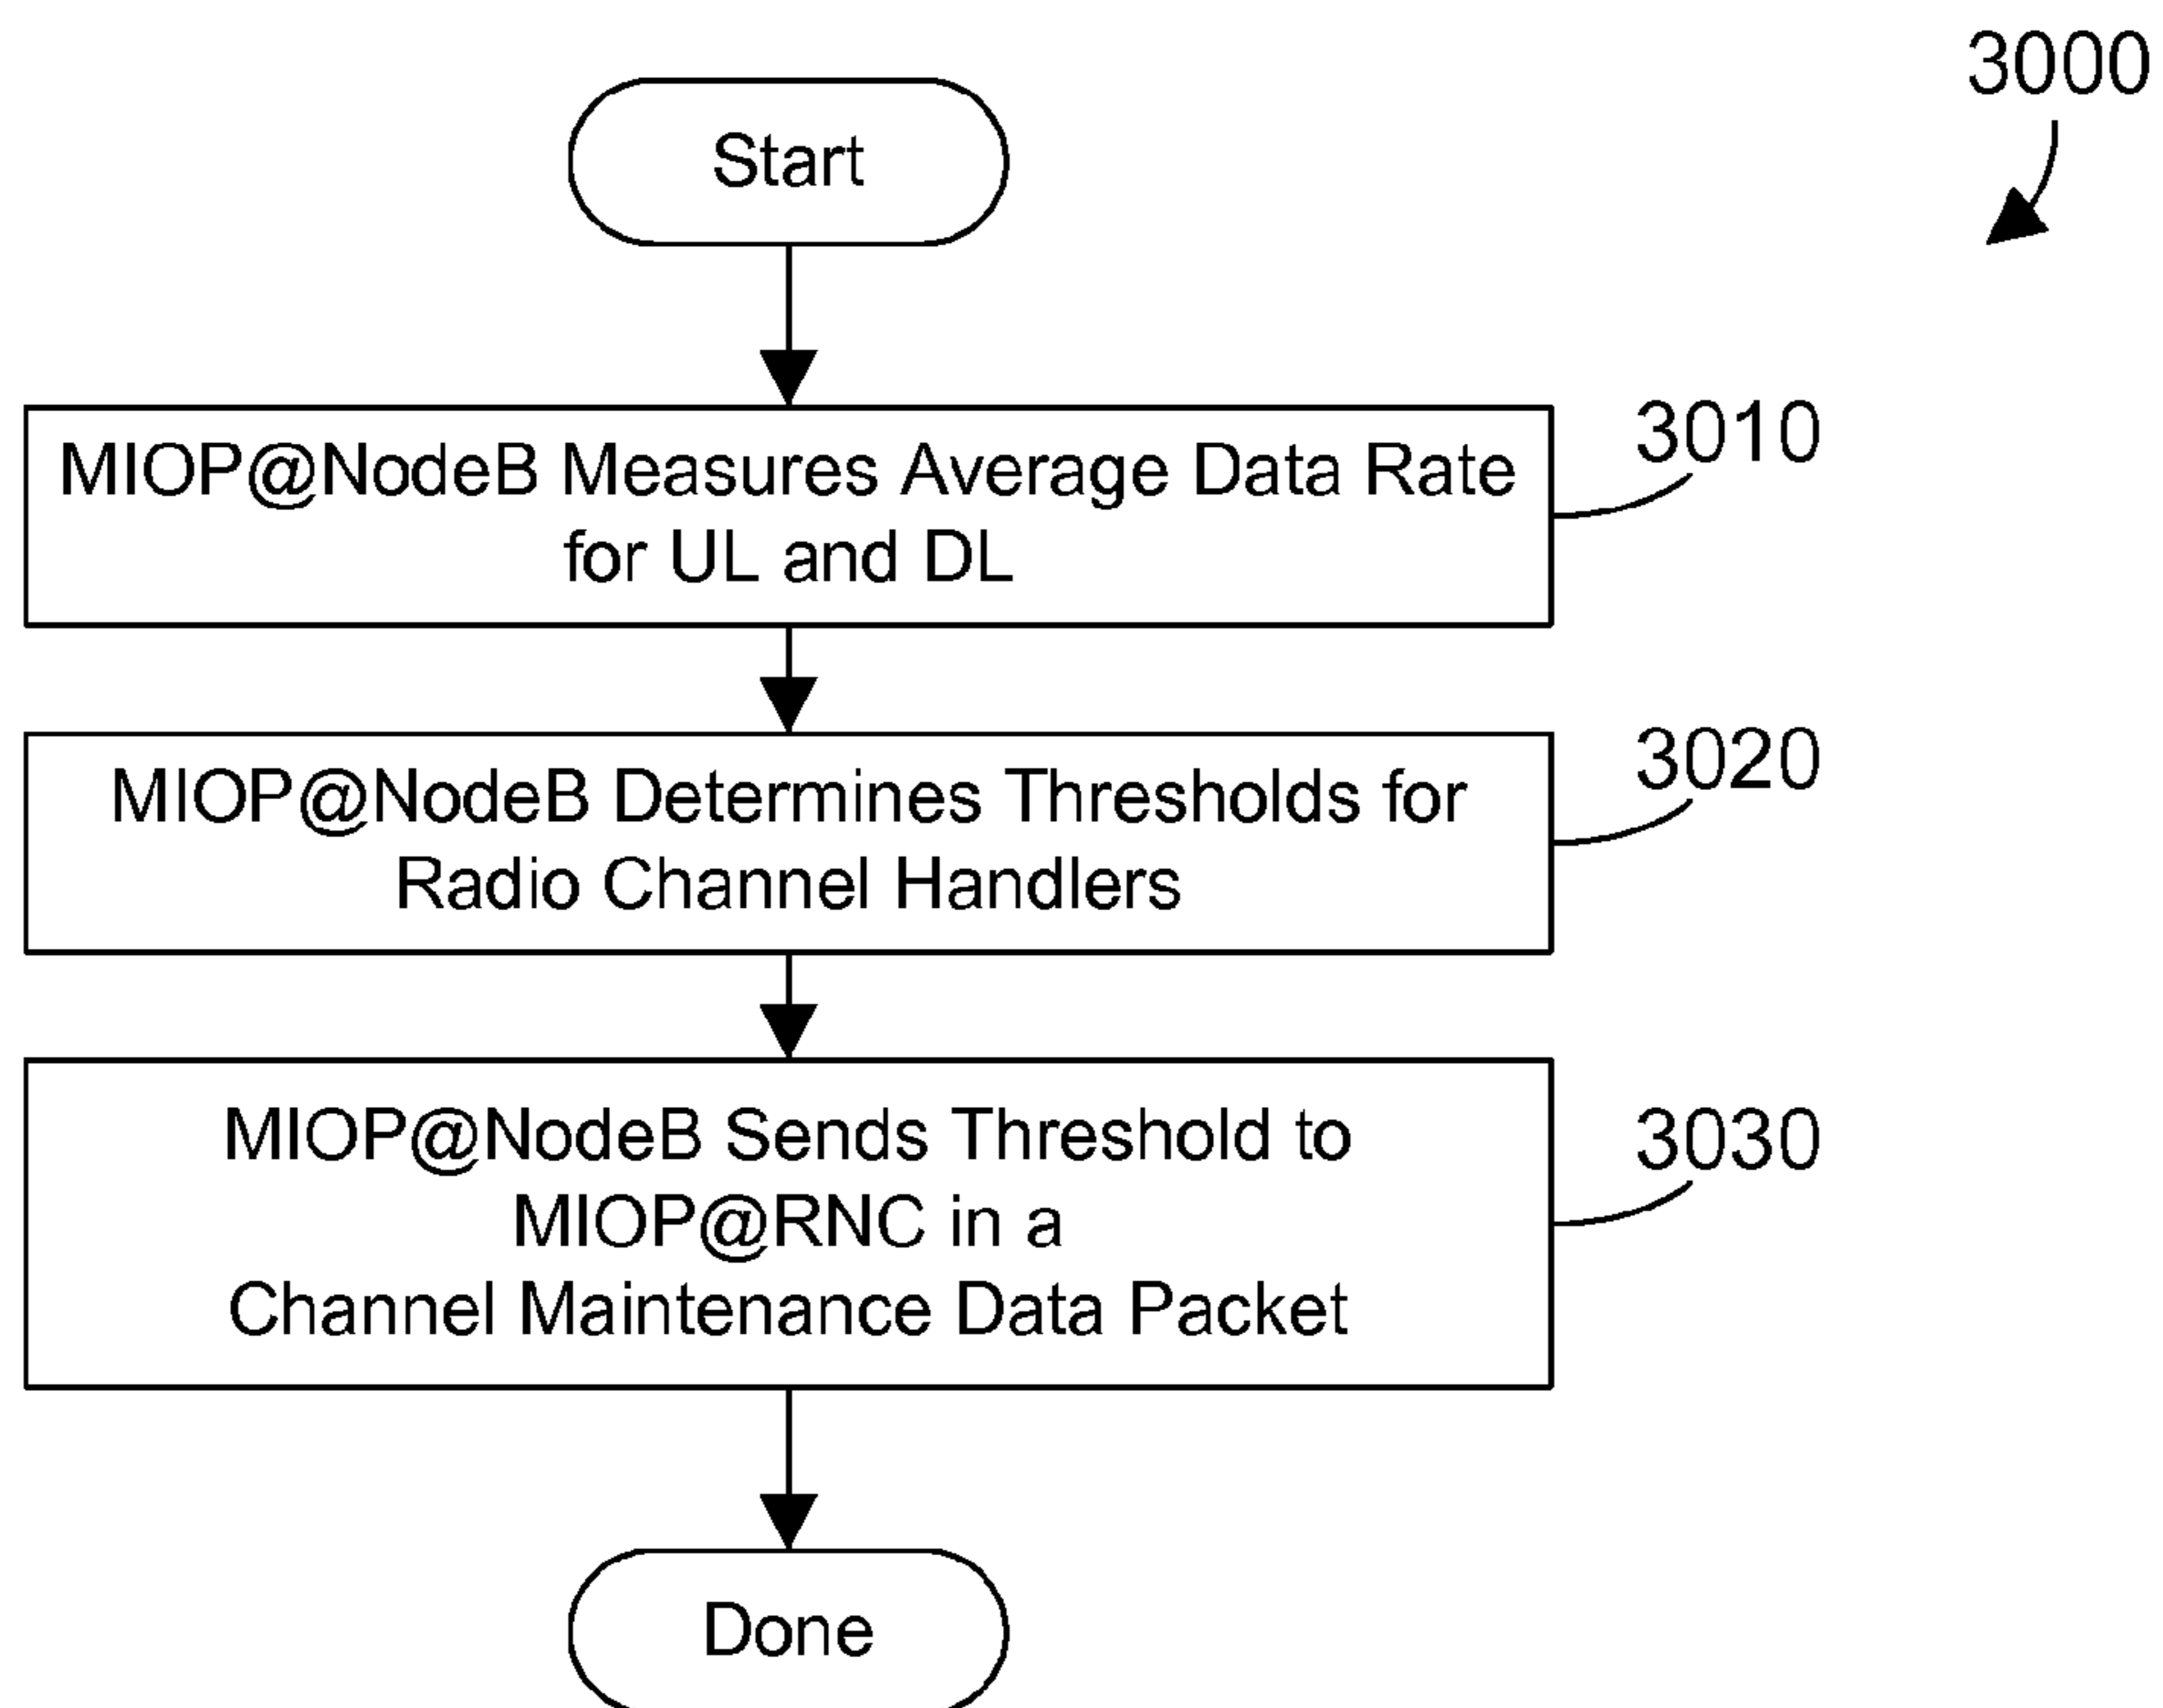 3000
Start
MIOP@NodeB Measures Average Data Rate
for UL and DL
3010
MIOP@NodeB Determines Thresholds for
Radio Channel Handlers
3020
MIOP@NodeB Sends Threshold to
MIOP@RNC in a
Channel Maintenance Data Packet
3030
Done